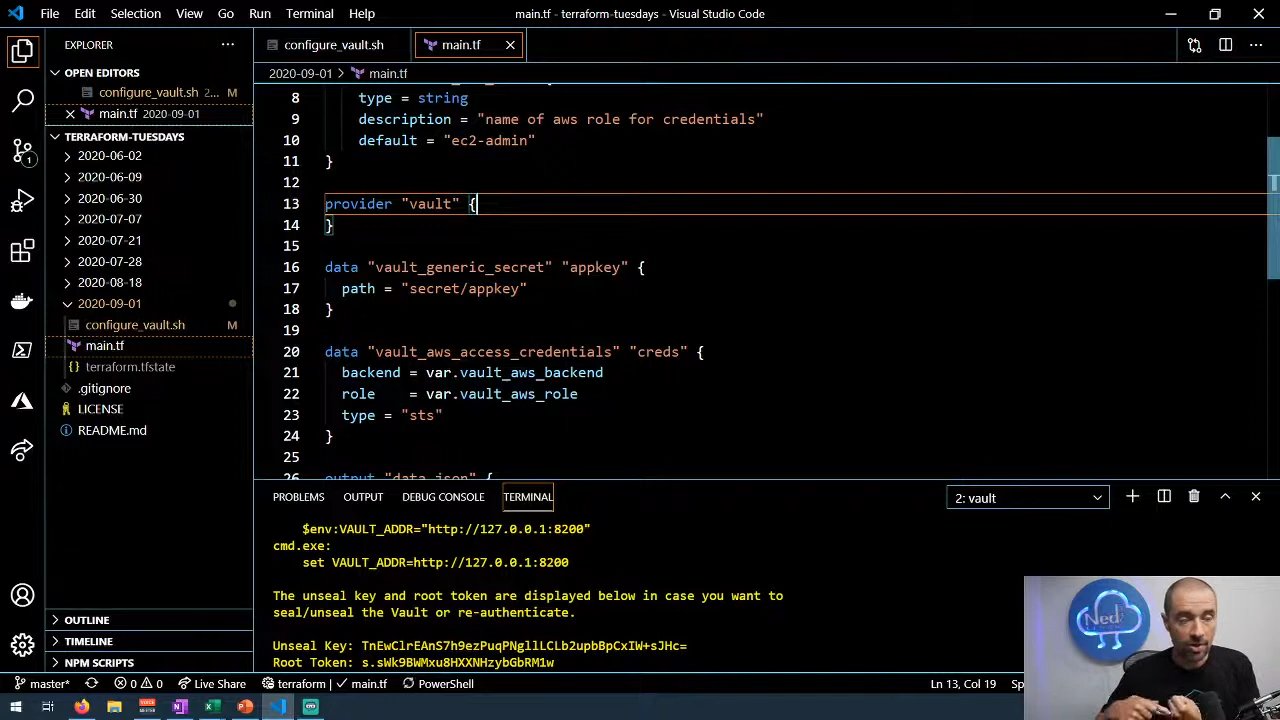 File Edit Selection View Go Run Terminal Help
main.tf - terraform-tuesdays - Visual Studio Code
EXPLORER
OPEN EDITORS
configure_vault.sh 2... M
main.tf 2020-09-01
TERRAFORM-TUESDAYS
2020-06-02
2020-06-09
2020-06-30
2020-07-07
2020-07-21
2020-07-28
2020-08-18
2020-09-01
configure_vault.sh M
main.tf
terraform.tfstate
.gitignore
LICENSE
README.md
OUTLINE
TIMELINE
NPM SCRIPTS
1
configure_vault.sh main.tf
2020-09-01 > main.tf
8 type = string
9 description = "name of aws role for credentials"
10 default = "ec2-admin"
11 }
12
13 provider "vault" {
14 }
15
16 data "vault_generic_secret" "appkey" {
17 path = "secret/appkey"
18 }
19
20 data "vault_aws_access_credentials" "creds" {
21 backend = var.vault_aws_backend
22 role = var.vault_aws_role
23 type = "sts"
24 }
25
26 output "data_json" {
PROBLEMS OUTPUT DEBUG CONSOLE TERMINAL 2: vault
$env:VAULT_ADDR="http://127.0.0.1:8200"
cmd.exe:
set VAULT_ADDR=http://127.0.0.1:8200
The unseal key and root token are displayed below in case you want to
seal/unseal the Vault or re-authenticate.
Unseal Key: TnEwClrEAnS7h9ezPuqPNgllLCLb2upbBpCxIW+sJHc=
Root Token: s.sWk9BWMxu8HXXNHzybGbRM1w
Ned
master* 0 0 Live Share terraform | main.tf PowerShell Ln 13, Col 19